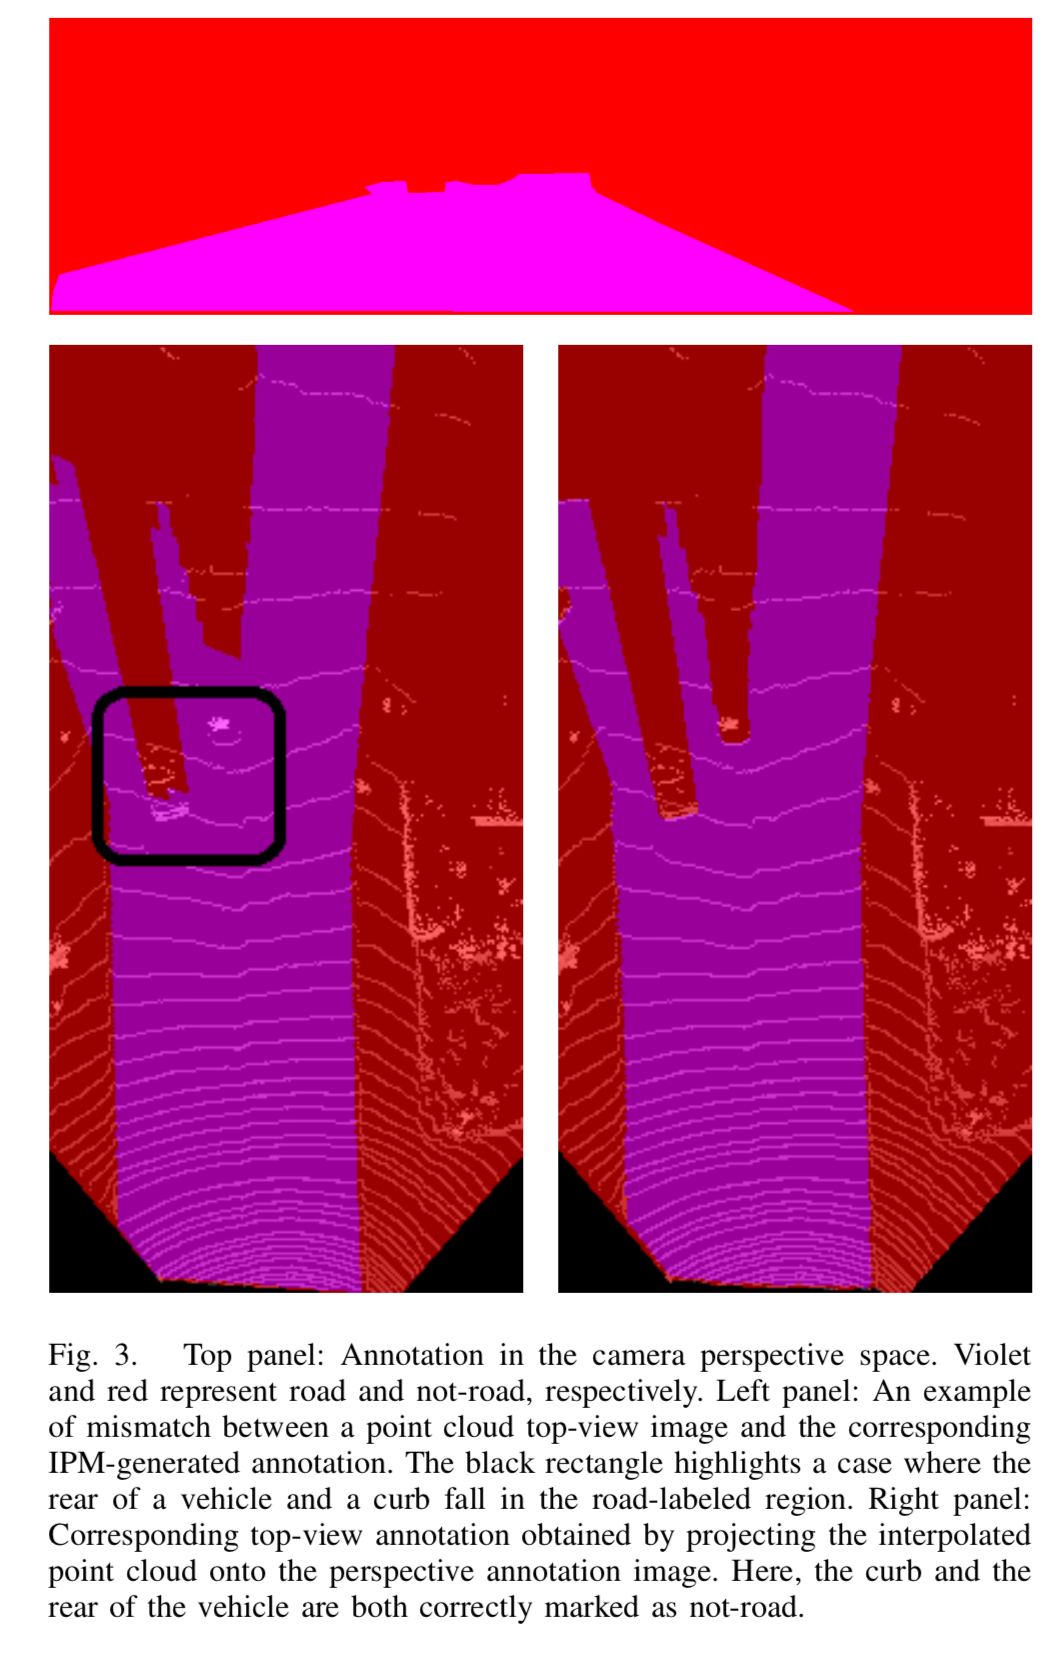 Fig. 3. Top panel: Annotation in the camera perspective space. Violet
and red represent road and not-road, respectively. Left panel: An example
of mismatch between a point cloud top-view image and the corresponding
IPM-generated annotation. The black rectangle highlights a case where the
rear of a vehicle and a curb fall in the road-labeled region. Right panel:
Corresponding top-view annotation obtained by projecting the interpolated
point cloud onto the perspective annotation image. Here, the curb and the
rear of the vehicle are both correctly marked as not-road.